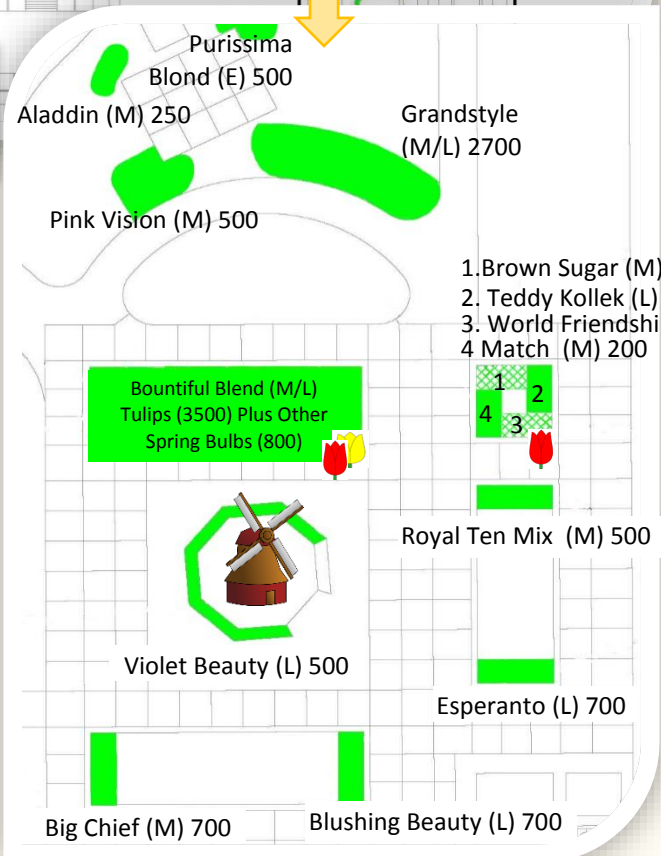 Purissima
Blond (E) 500
Aladdin (M) 250
Grandstyle
(M/L) 2700
Pink Vision (M) 500
1.Brown Sugar (M)
2. Teddy Kollek (L)
3. World Friendshi
4 Match (M) 200
Bountiful Blend (M/L)
Tulips (3500) Plus Other
Spring Bulbs (800)
1
2
4
3
Royal Ten Mix (M) 500
Violet Beauty (L) 500
Esperanto (L) 700
Big Chief (M) 700
Blushing Beauty (L) 700